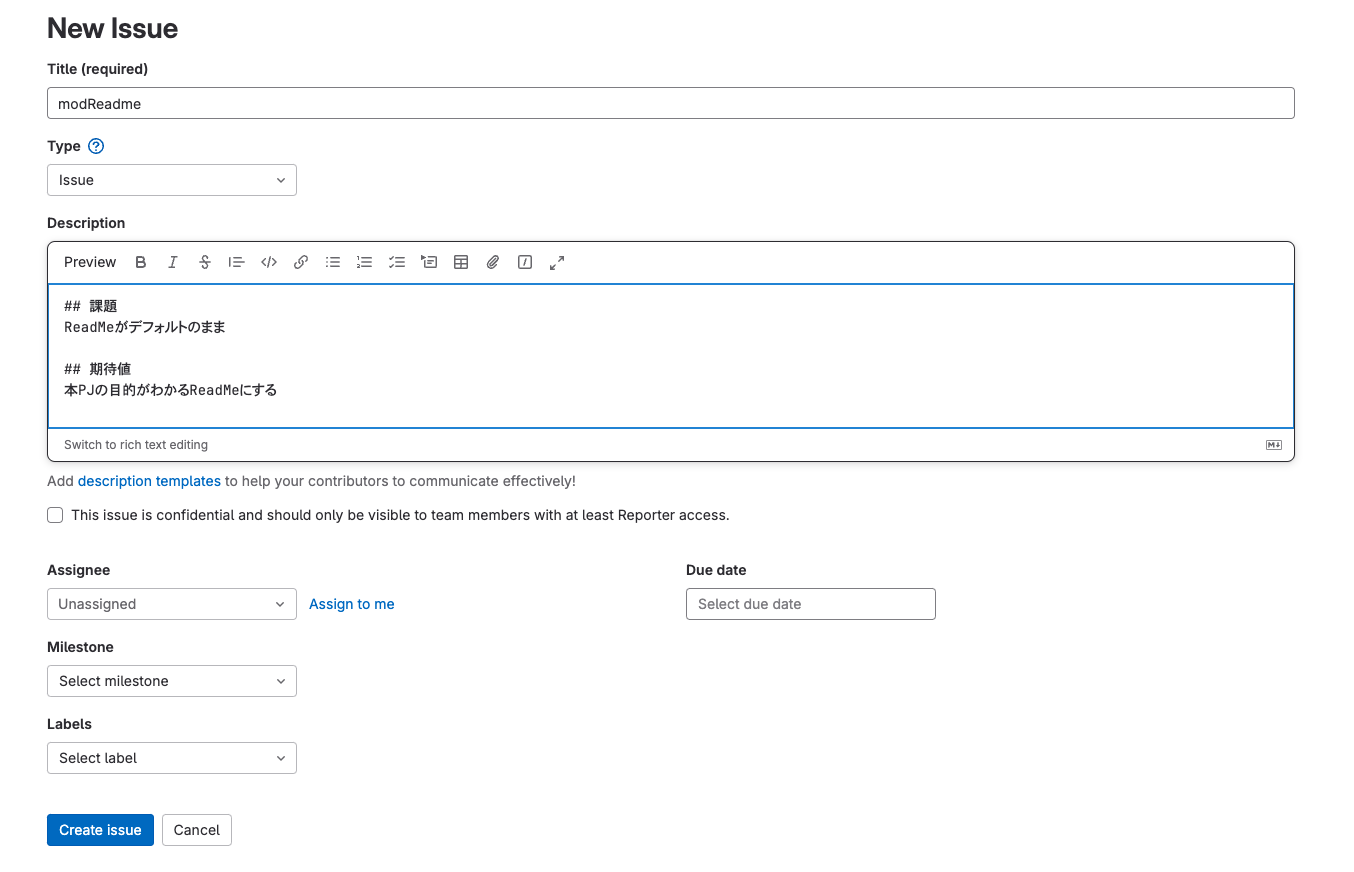 New Issue
Title (required)
modReadme
Type
Issue
Description
Preview
## 課題
ReadMeがデフォルトのまま
## 期待値
本PJの目的がわかるReadMeにする
Switch to rich text editing
Add description templates to help your contributors to communicate effectively!
This issue is confidential and should only be visible to team members with at least Reporter access.
Assignee
Unassigned Assign to me
Due date
Select due date
Milestone
Select milestone
Labels
Select label
Create issue Cancel